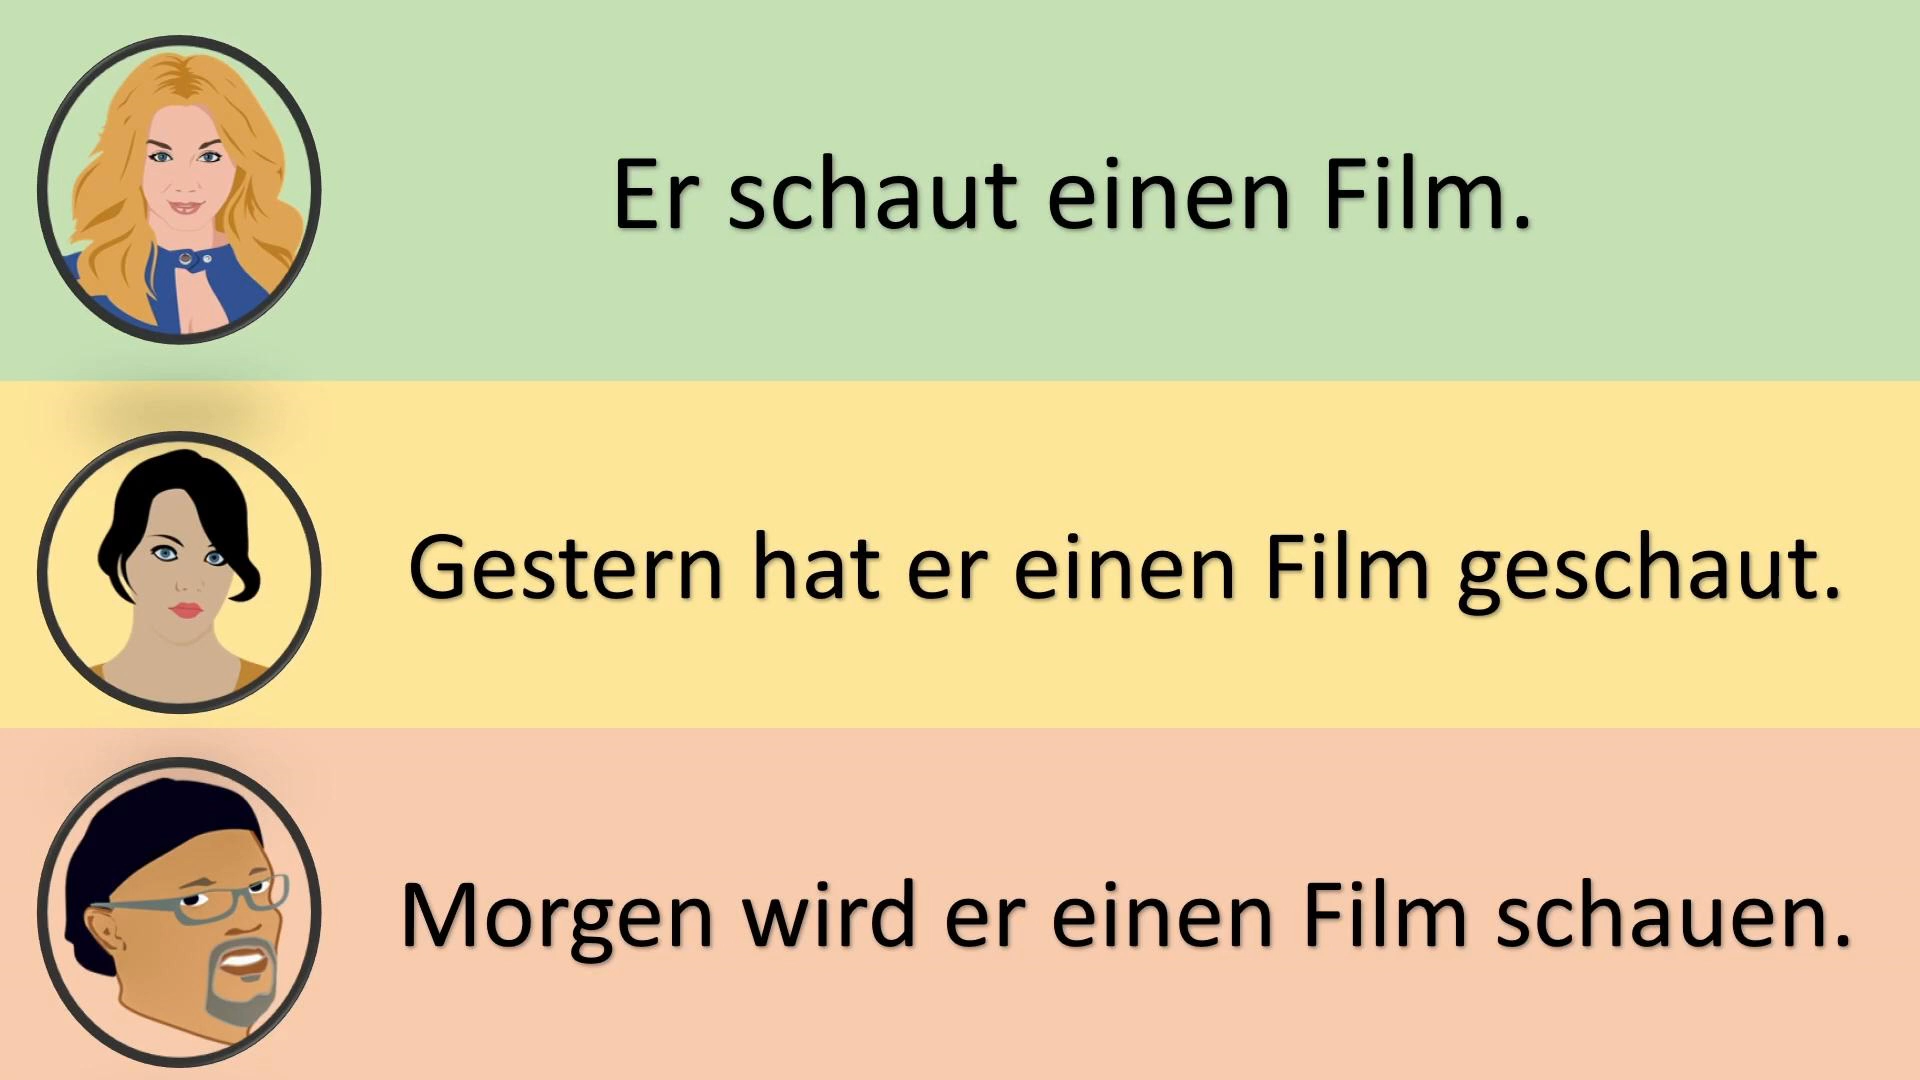 Er schaut einen Film.
Gestern hat er einen Film geschaut.
Morgen wird er einen Film schauen.